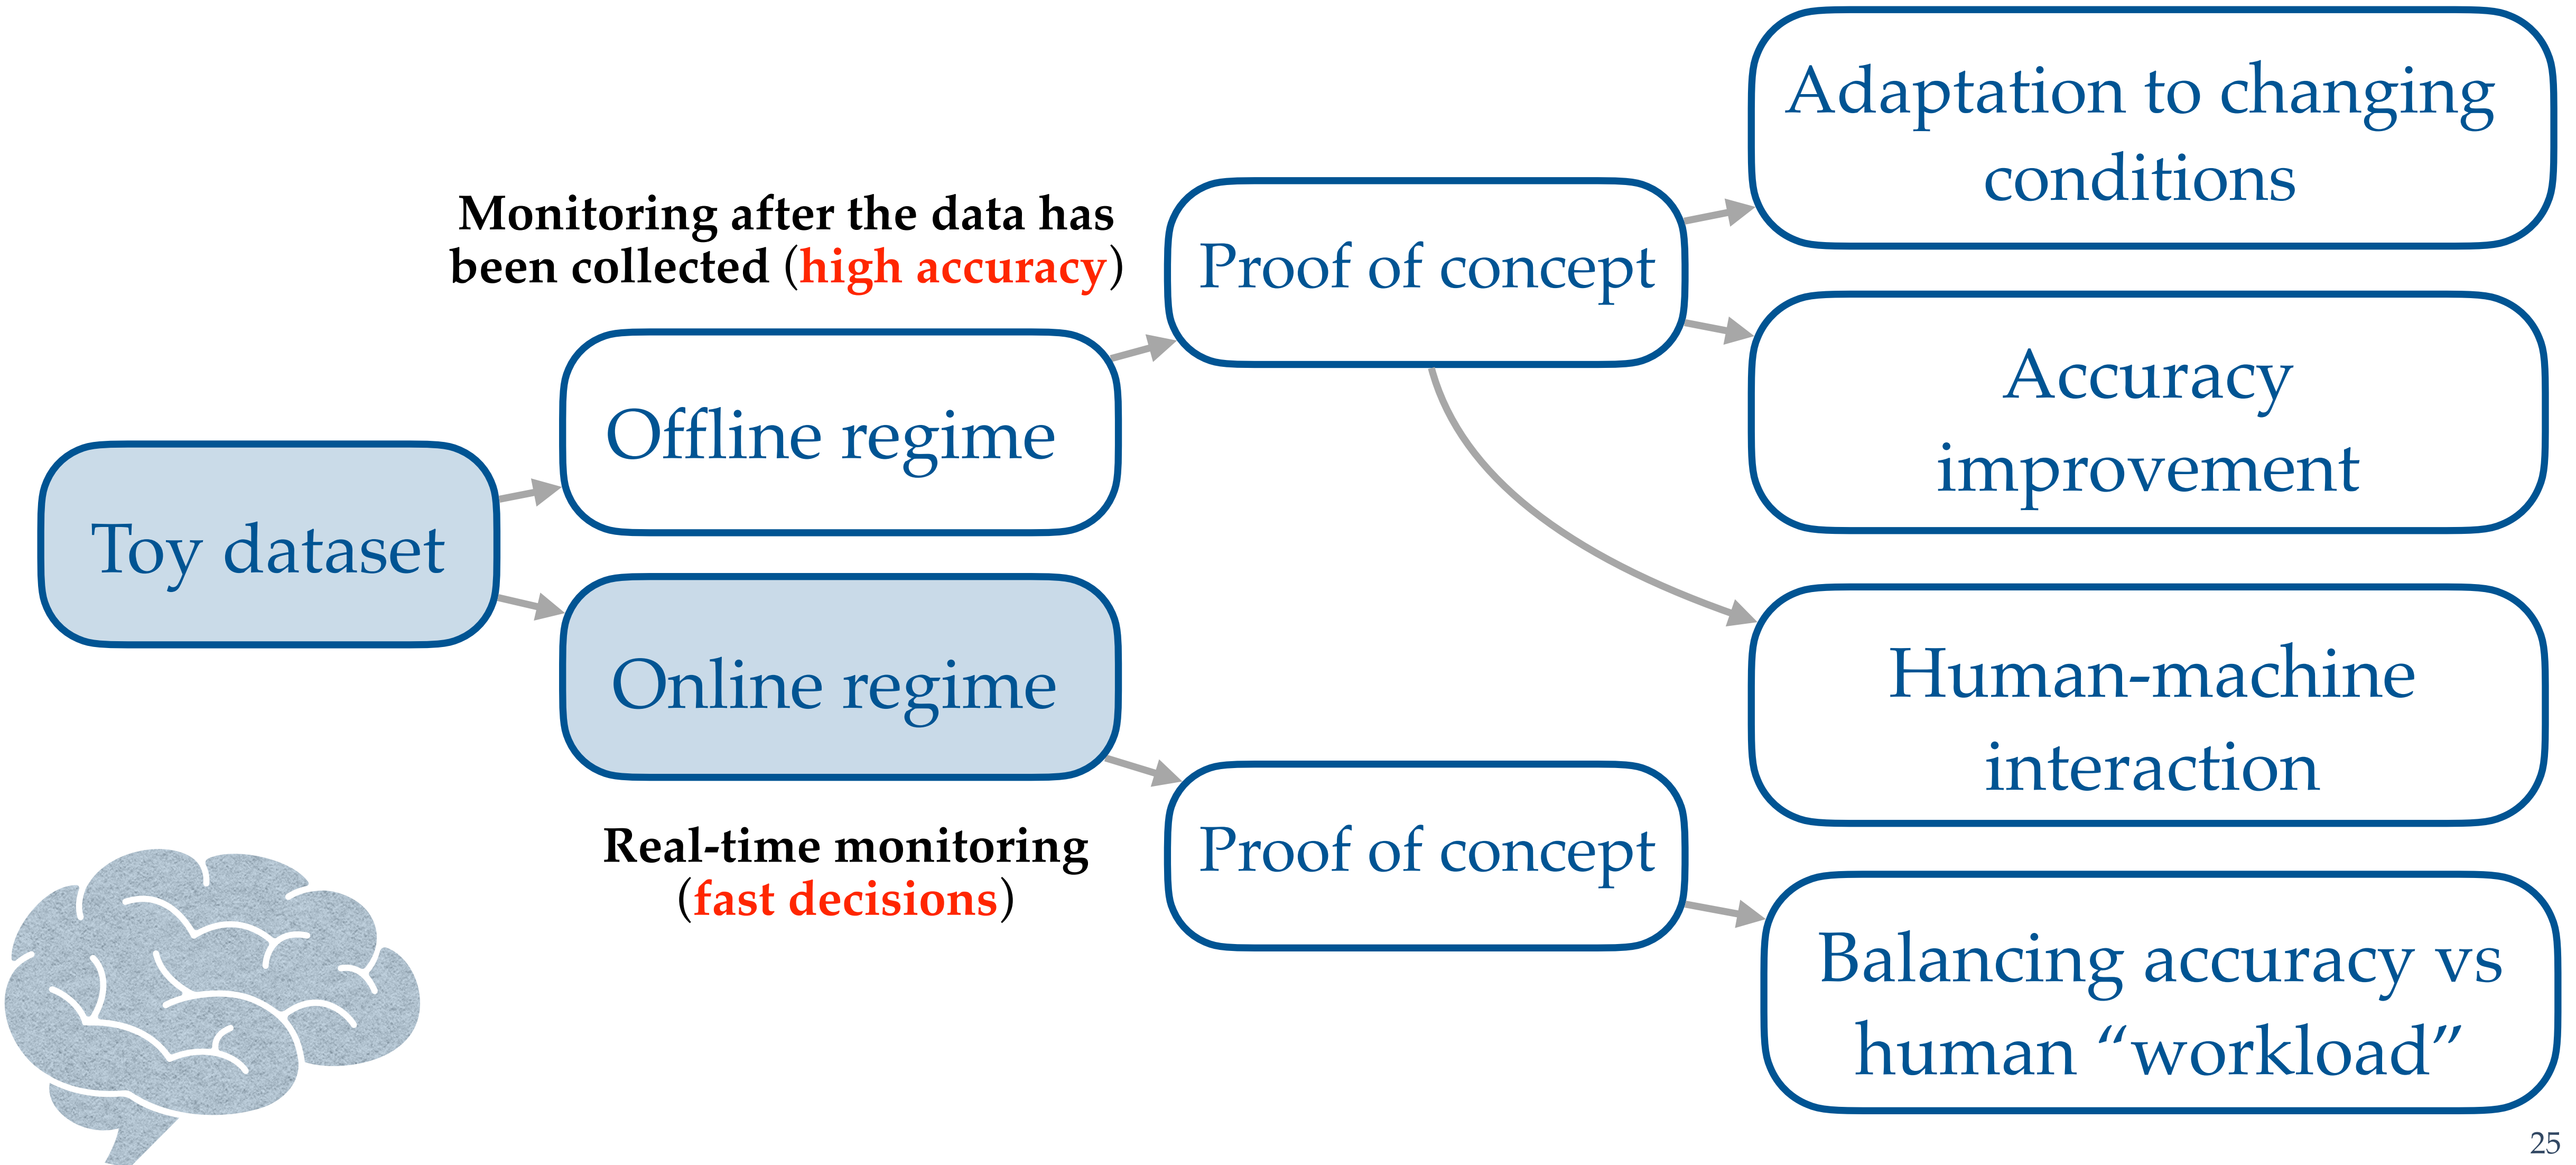 Adaptation to changing
conditions
Monitoring after the data has
been collected (high accuracy)
Proof of concept
Accuracy
improvement
Offline regime
Toy dataset
Online regime
Human-machine
interaction
Real-time monitoring
(fast decisions)
Proof of concept
Balancing accuracy vs
human “workload”
25